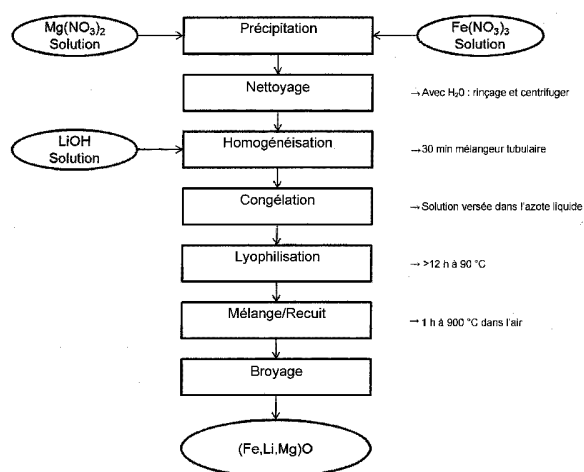 Mg(NO₃)₂
Solution
Précipitation
Fe(NO₃)₃
Solution
Nettoyage
→Avec H₂0 : rinçage et centrifuger
LiOH
Solution
Homogénéisation
→30 min mélangeur tubulaire
Congélation
→Solution versée dans l'azote liquide
Lyophilisation
→>12 h à 90 °C
Mélange/Recuit
→1 h à 900 °C dans l'air
Broyage
(Fe,Li,Mg)O